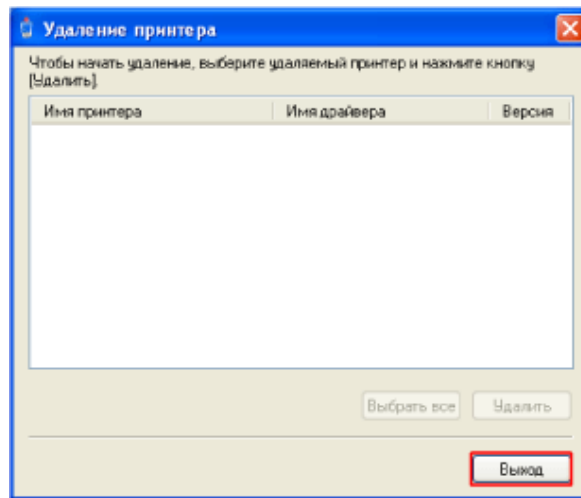 Удаление принтера
Чтобы начать удаление, выберите удаляемый принтер и нажмите кнопку
[Удалить].
Имя принтера Имя драйвера Версия
Выбрать все Удалить
Выход